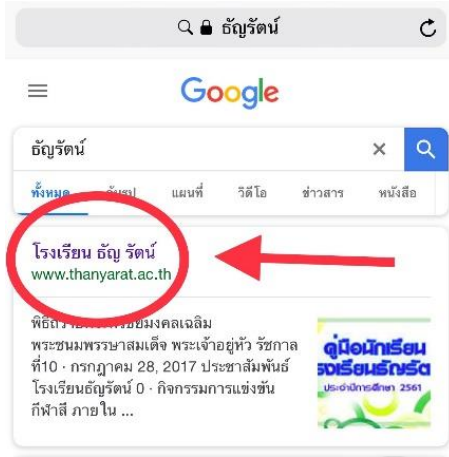 ธัญรัตน์
Google
ธัญรัตน์
ทั้งหมด ค้นรูป แผนที่ วิดีโอ ข่าวสาร หนังสือ
โรงเรียน ธัญ รัตน์
www.thanyarat.ac.th
พระชนมพรรษาสมเด็จ พระเจ้าอยู่หัว รัชกาล
ที่10 · กรกฎาคม 28, 2017 ประชาสัมพันธ์
โรงเรียนธัญรัตน์ 0 · กิจกรรมการแข่งขัน
กีฬาสี ภายใน ...
คู่มือนักเรียน
โรงเรียนธัญรัตน์
ประจำปีการศึกษา 2561